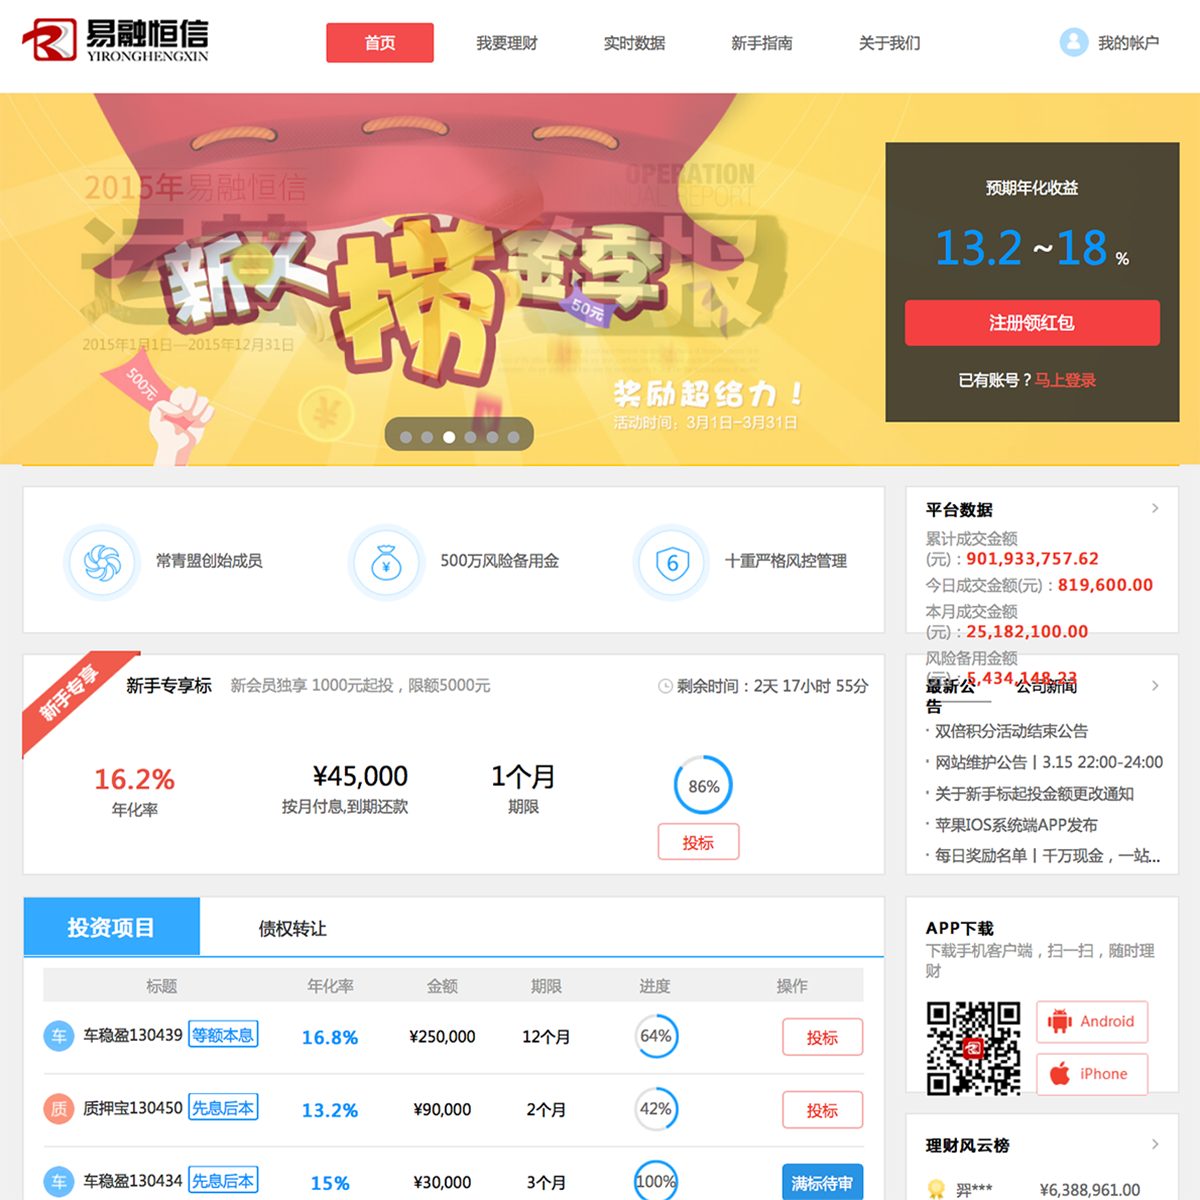 易融恒信
YIRONGHENGXIN
首页
我要理财
实时数据
新手指南
关于我们
我的帐户
2015年易融恒信
OPERATION
运营 季报
2015年1月1日—2015年12月31日
新人
50元
500元
奖励超给力！
活动时间：3月1日-3月31日
预期年化收益
13.2~18%
注册领红包
已有账号？马上登录
常青盟创始成员
500万风险备用金
6
十重严格风控管理
平台数据
累计成交金额
(元)：901,933,757.62
今日成交金额(元)：819,600.00
本月成交金额
(元)：25,182,100.00
风险备用金额
(元)：5,434,148.23
新手专享
新手专享标
新会员独享 1000元起投，限额5000元
剩余时间：2天 17小时 55分
16.2%
年化率
¥45,000
按月付息,到期还款
1个月
期限
86%
投标
最新公告
公司新闻
· 双倍积分活动结束公告
· 网站维护公告丨3.15 22:00-24:00
· 关于新手标起投金额更改通知
· 苹果IOS系统端APP发布
· 每日奖励名单丨千万现金，一站...
投资项目
债权转让
标题 年化率 金额 期限 进度 操作
车 车稳盈130439 等额本息 16.8% ¥250,000 12个月 64% 投标
质 质押宝130450 先息后本 13.2% ¥90,000 2个月 42% 投标
车 车稳盈130434 先息后本 15% ¥30,000 3个月 100% 满标待审
APP下载
下载手机客户端，扫一扫，随时理
财
Android
iPhone
理财风云榜
羿*** ¥6,388,961.00